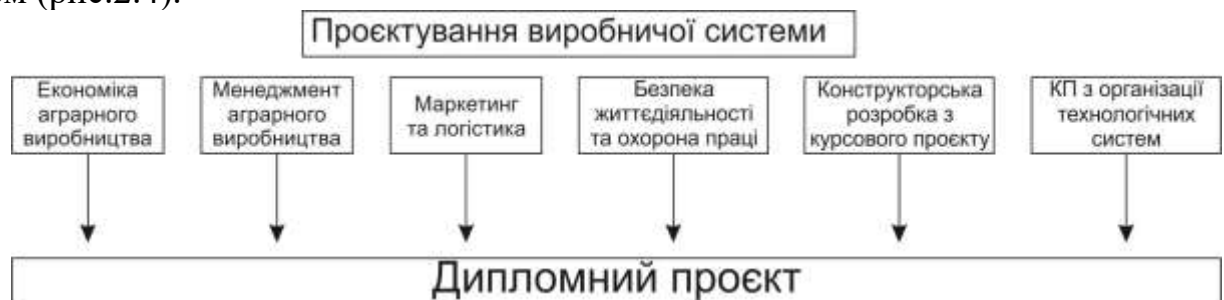 ем (рис.2.4).
Проєктування виробничої системи
Економіка
аграрного
виробництва
Менеджмент
аграрного
виробництва
Маркетинг
та логістика
Безпека
життєдіяльності
та охорона праці
Конструкторська
розробка з
курсового проєкту
КП з організації
технологічних
систем
Дипломний проєкт